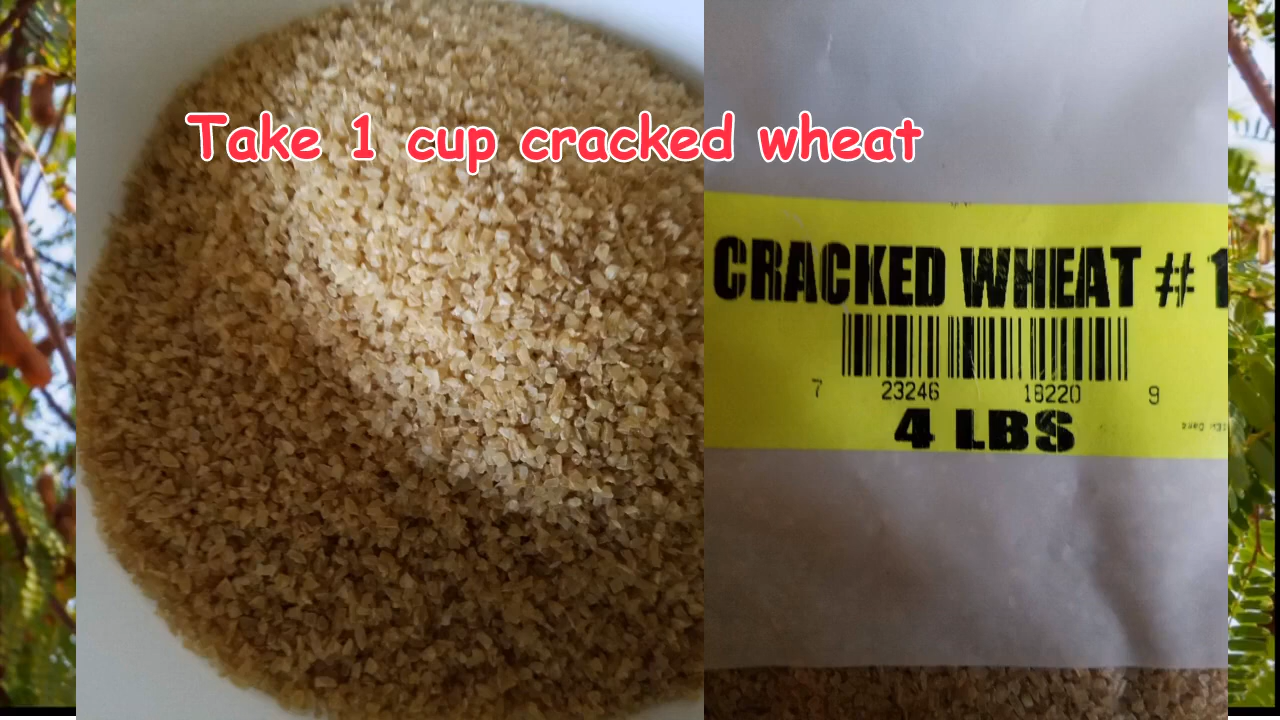 Take 1 cup cracked wheat
CRACKED WHEAT # 1
7 23246 18220 9
4 LBS